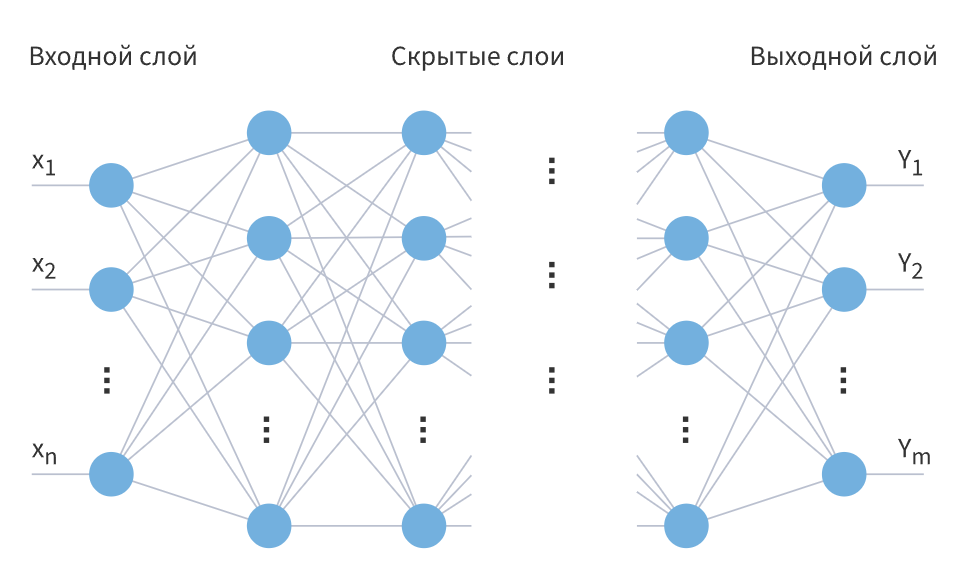 Входной слой
Скрытые слои
Выходной слой
x1
x2
xn
Y1
Y2
Ym